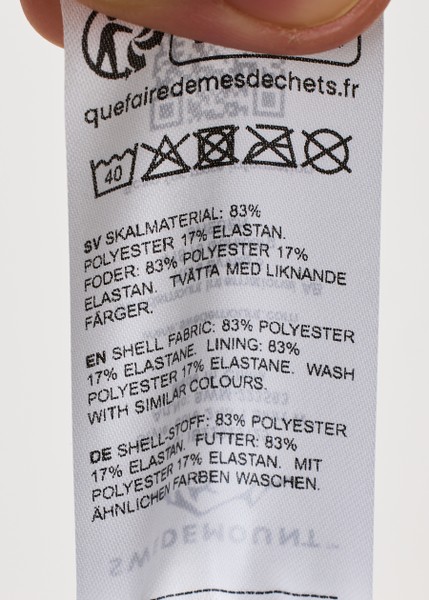 quefairedemesdechets.fr
40
SV SKALMATERIAL: 83%
POLYESTER 17% ELASTAN.
FODER: 83% POLYESTER 17%
ELASTAN. TVÄTTA MED LIKNANDE
FÄRGER.
EN SHELL FABRIC: 83% POLYESTER
17% ELASTANE. LINING: 83%
POLYESTER 17% ELASTANE. WASH
WITH SIMILAR COLOURS.
DE SHELL-STOFF: 83% POLYESTER
17% ELASTAN. FUTTER: 83%
POLYESTER 17% ELASTAN. MIT
ÄHNLICHEN FARBEN WASCHEN.